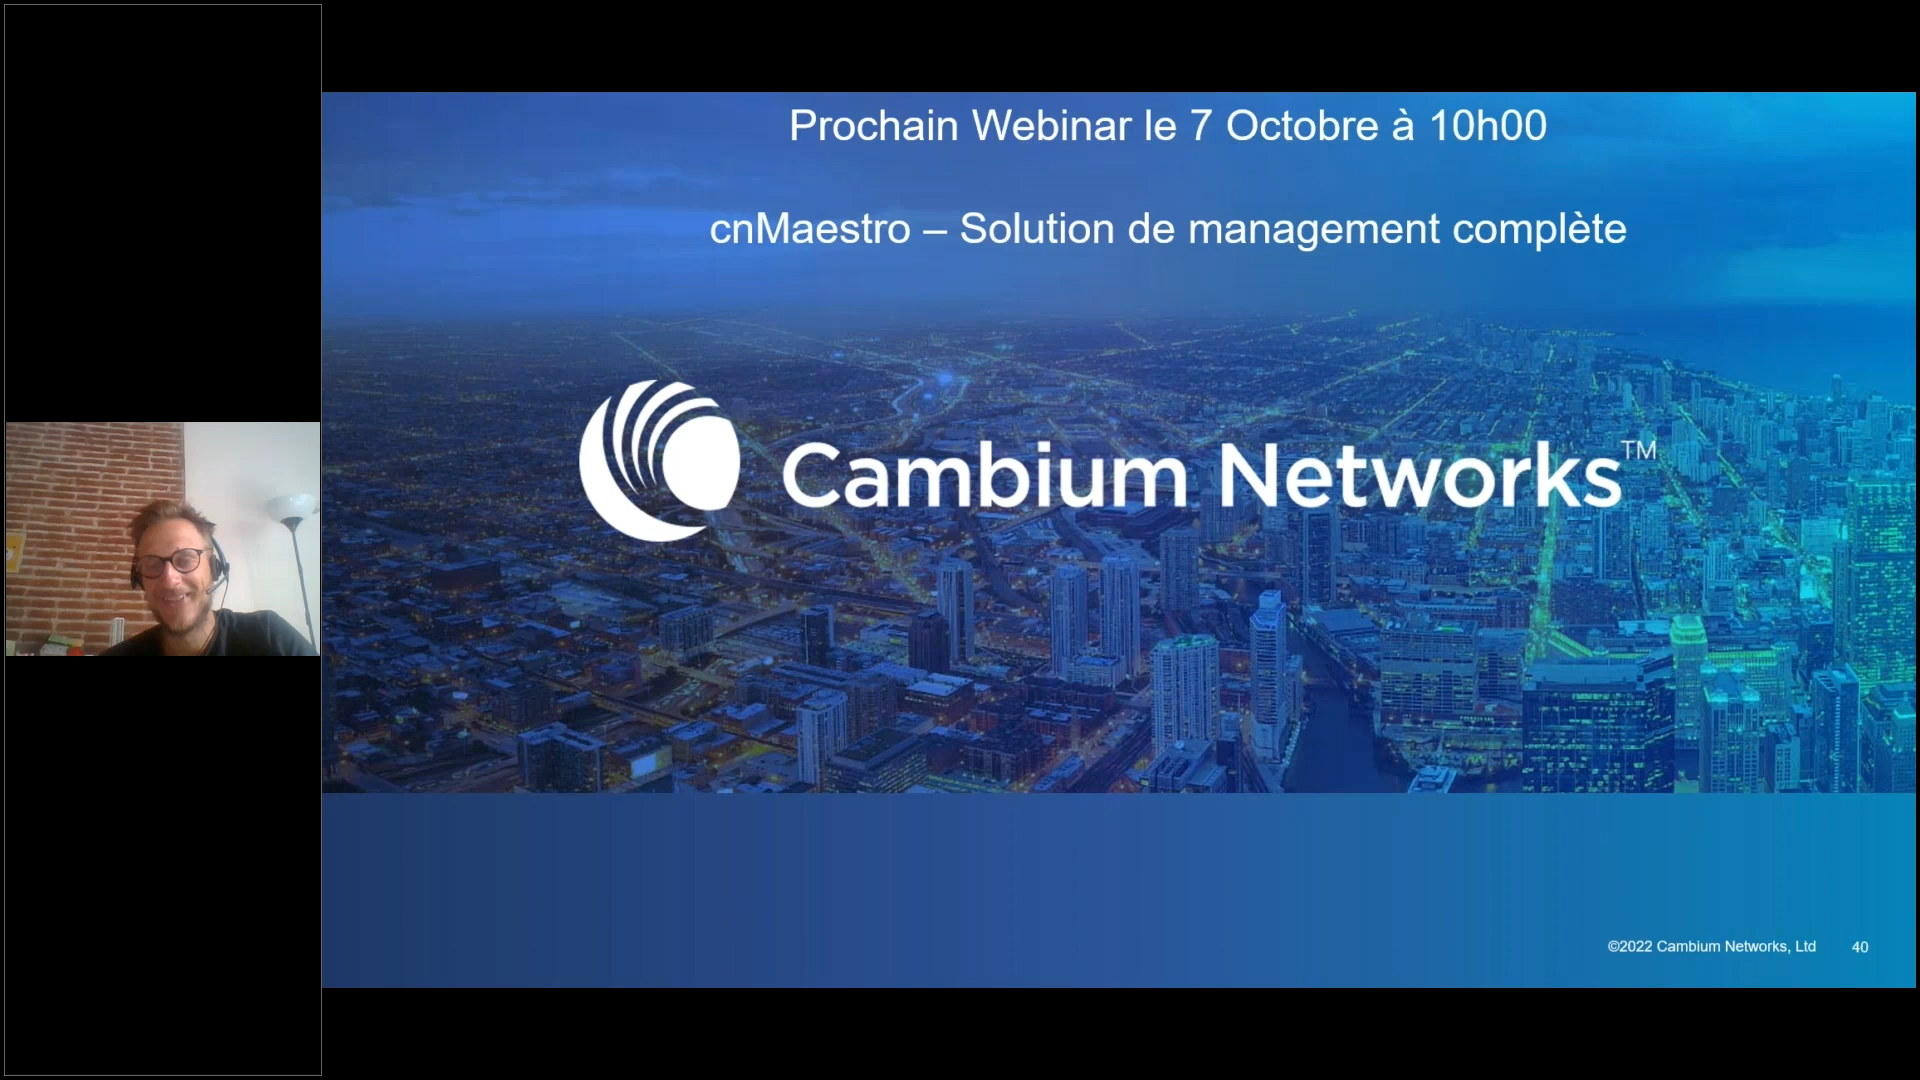 Prochain Webinar le 7 Octobre à 10h00
cnMaestro – Solution de management complète
Cambium Networks™
©2022 Cambium Networks, Ltd 40